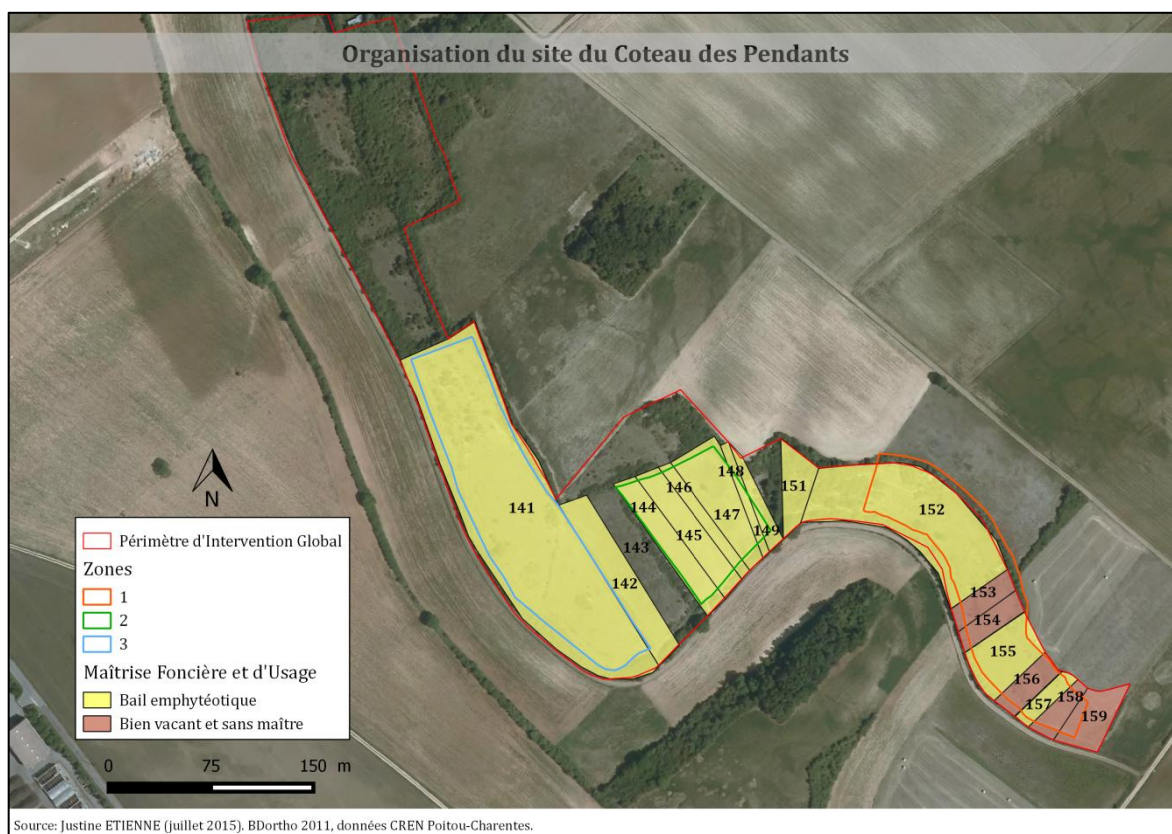 Organisation du site du Coteau des Pendants
141
142
143
144
145
146
147
148
149
151
152
153
154
155
156
157
158
159
N
Périmètre d'Intervention Global
Zones
1
2
3
Maîtrise Foncière et d'Usage
Bail emphytéotique
Bien vacant et sans maître
0 75 150 m
Source: Justine ETIENNE (juillet 2015). BDortho 2011, données CREN Poitou-Charentes.